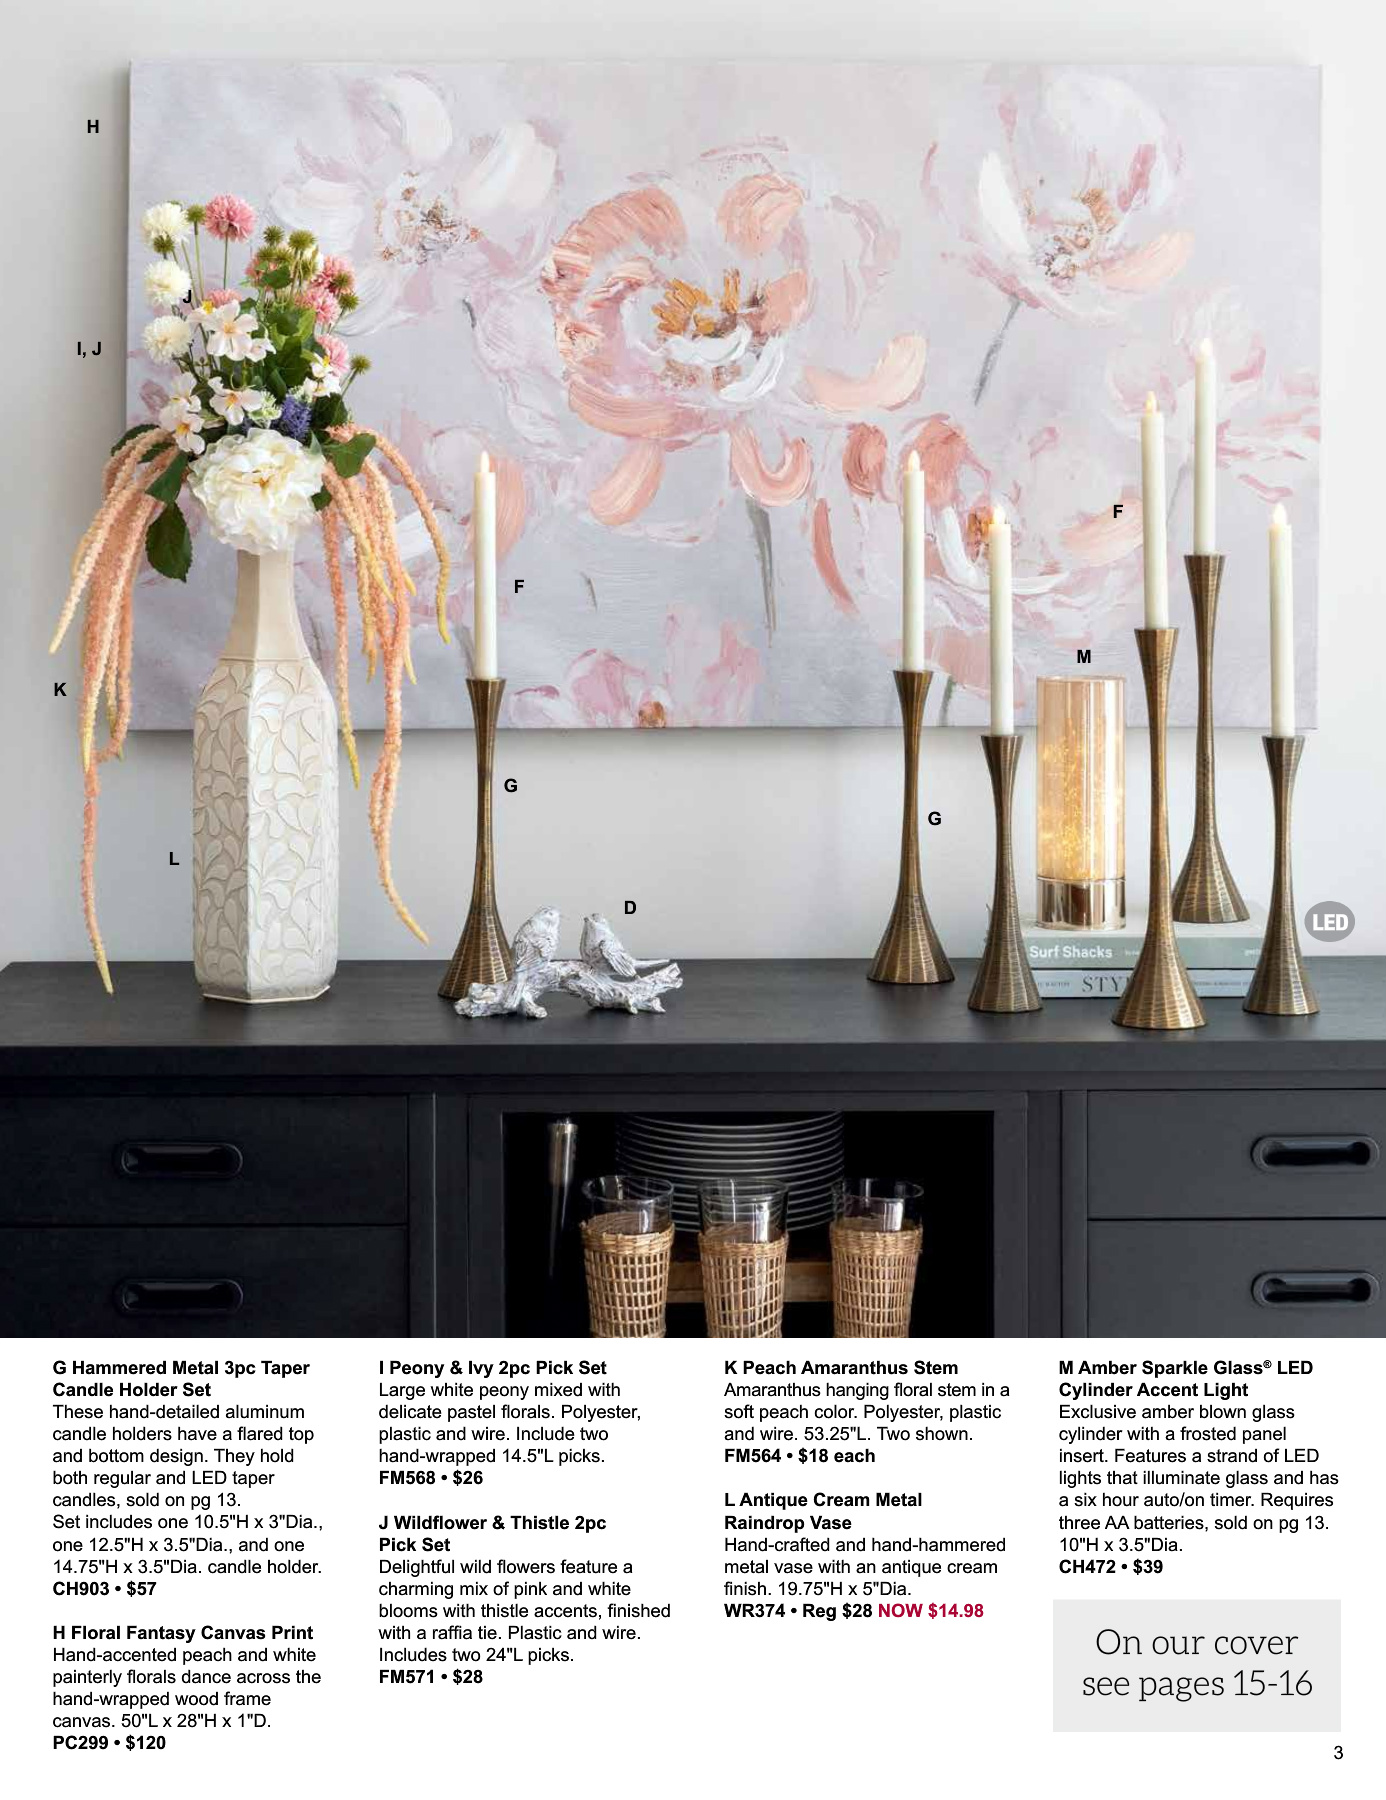 H
J
I, J
F
F
M
K
G
G
L
D
LED
Surf Shacks
STY
G Hammered Metal 3pc Taper
Candle Holder Set
These hand-detailed aluminum
candle holders have a flared top
and bottom design. They hold
both regular and LED taper
candles, sold on pg 13.
Set includes one 10.5"H x 3"Dia.,
one 12.5"H x 3.5"Dia., and one
14.75"H x 3.5"Dia. candle holder.
CH903 • $57
H Floral Fantasy Canvas Print
Hand-accented peach and white
painterly florals dance across the
hand-wrapped wood frame
canvas. 50"L x 28"H x 1"D.
PC299 • $120
I Peony & Ivy 2pc Pick Set
Large white peony mixed with
delicate pastel florals. Polyester,
plastic and wire. Include two
hand-wrapped 14.5"L picks.
FM568 • $26
J Wildflower & Thistle 2pc
Pick Set
Delightful wild flowers feature a
charming mix of pink and white
blooms with thistle accents, finished
with a raffia tie. Plastic and wire.
Includes two 24"L picks.
FM571 • $28
K Peach Amaranthus Stem
Amaranthus hanging floral stem in a
soft peach color. Polyester, plastic
and wire. 53.25"L. Two shown.
FM564 • $18 each
L Antique Cream Metal
Raindrop Vase
Hand-crafted and hand-hammered
metal vase with an antique cream
finish. 19.75"H x 5"Dia.
WR374 • Reg $28 NOW $14.98
M Amber Sparkle Glass® LED
Cylinder Accent Light
Exclusive amber blown glass
cylinder with a frosted panel
insert. Features a strand of LED
lights that illuminate glass and has
a six hour auto/on timer. Requires
three AA batteries, sold on pg 13.
10"H x 3.5"Dia.
CH472 • $39
On our cover
see pages 15-16
3